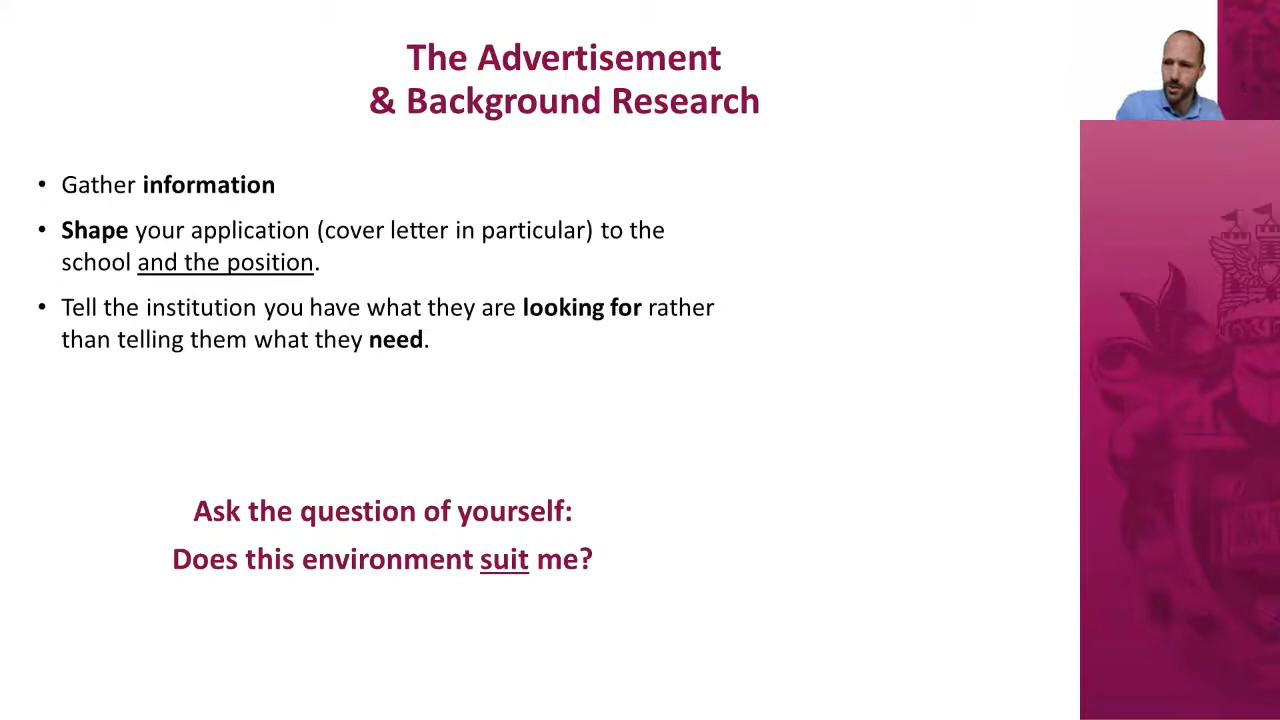 The Advertisement
& Background Research
• Gather information
• Shape your application (cover letter in particular) to the
school and the position.
• Tell the institution you have what they are looking for rather
than telling them what they need.
Ask the question of yourself:
Does this environment suit me?